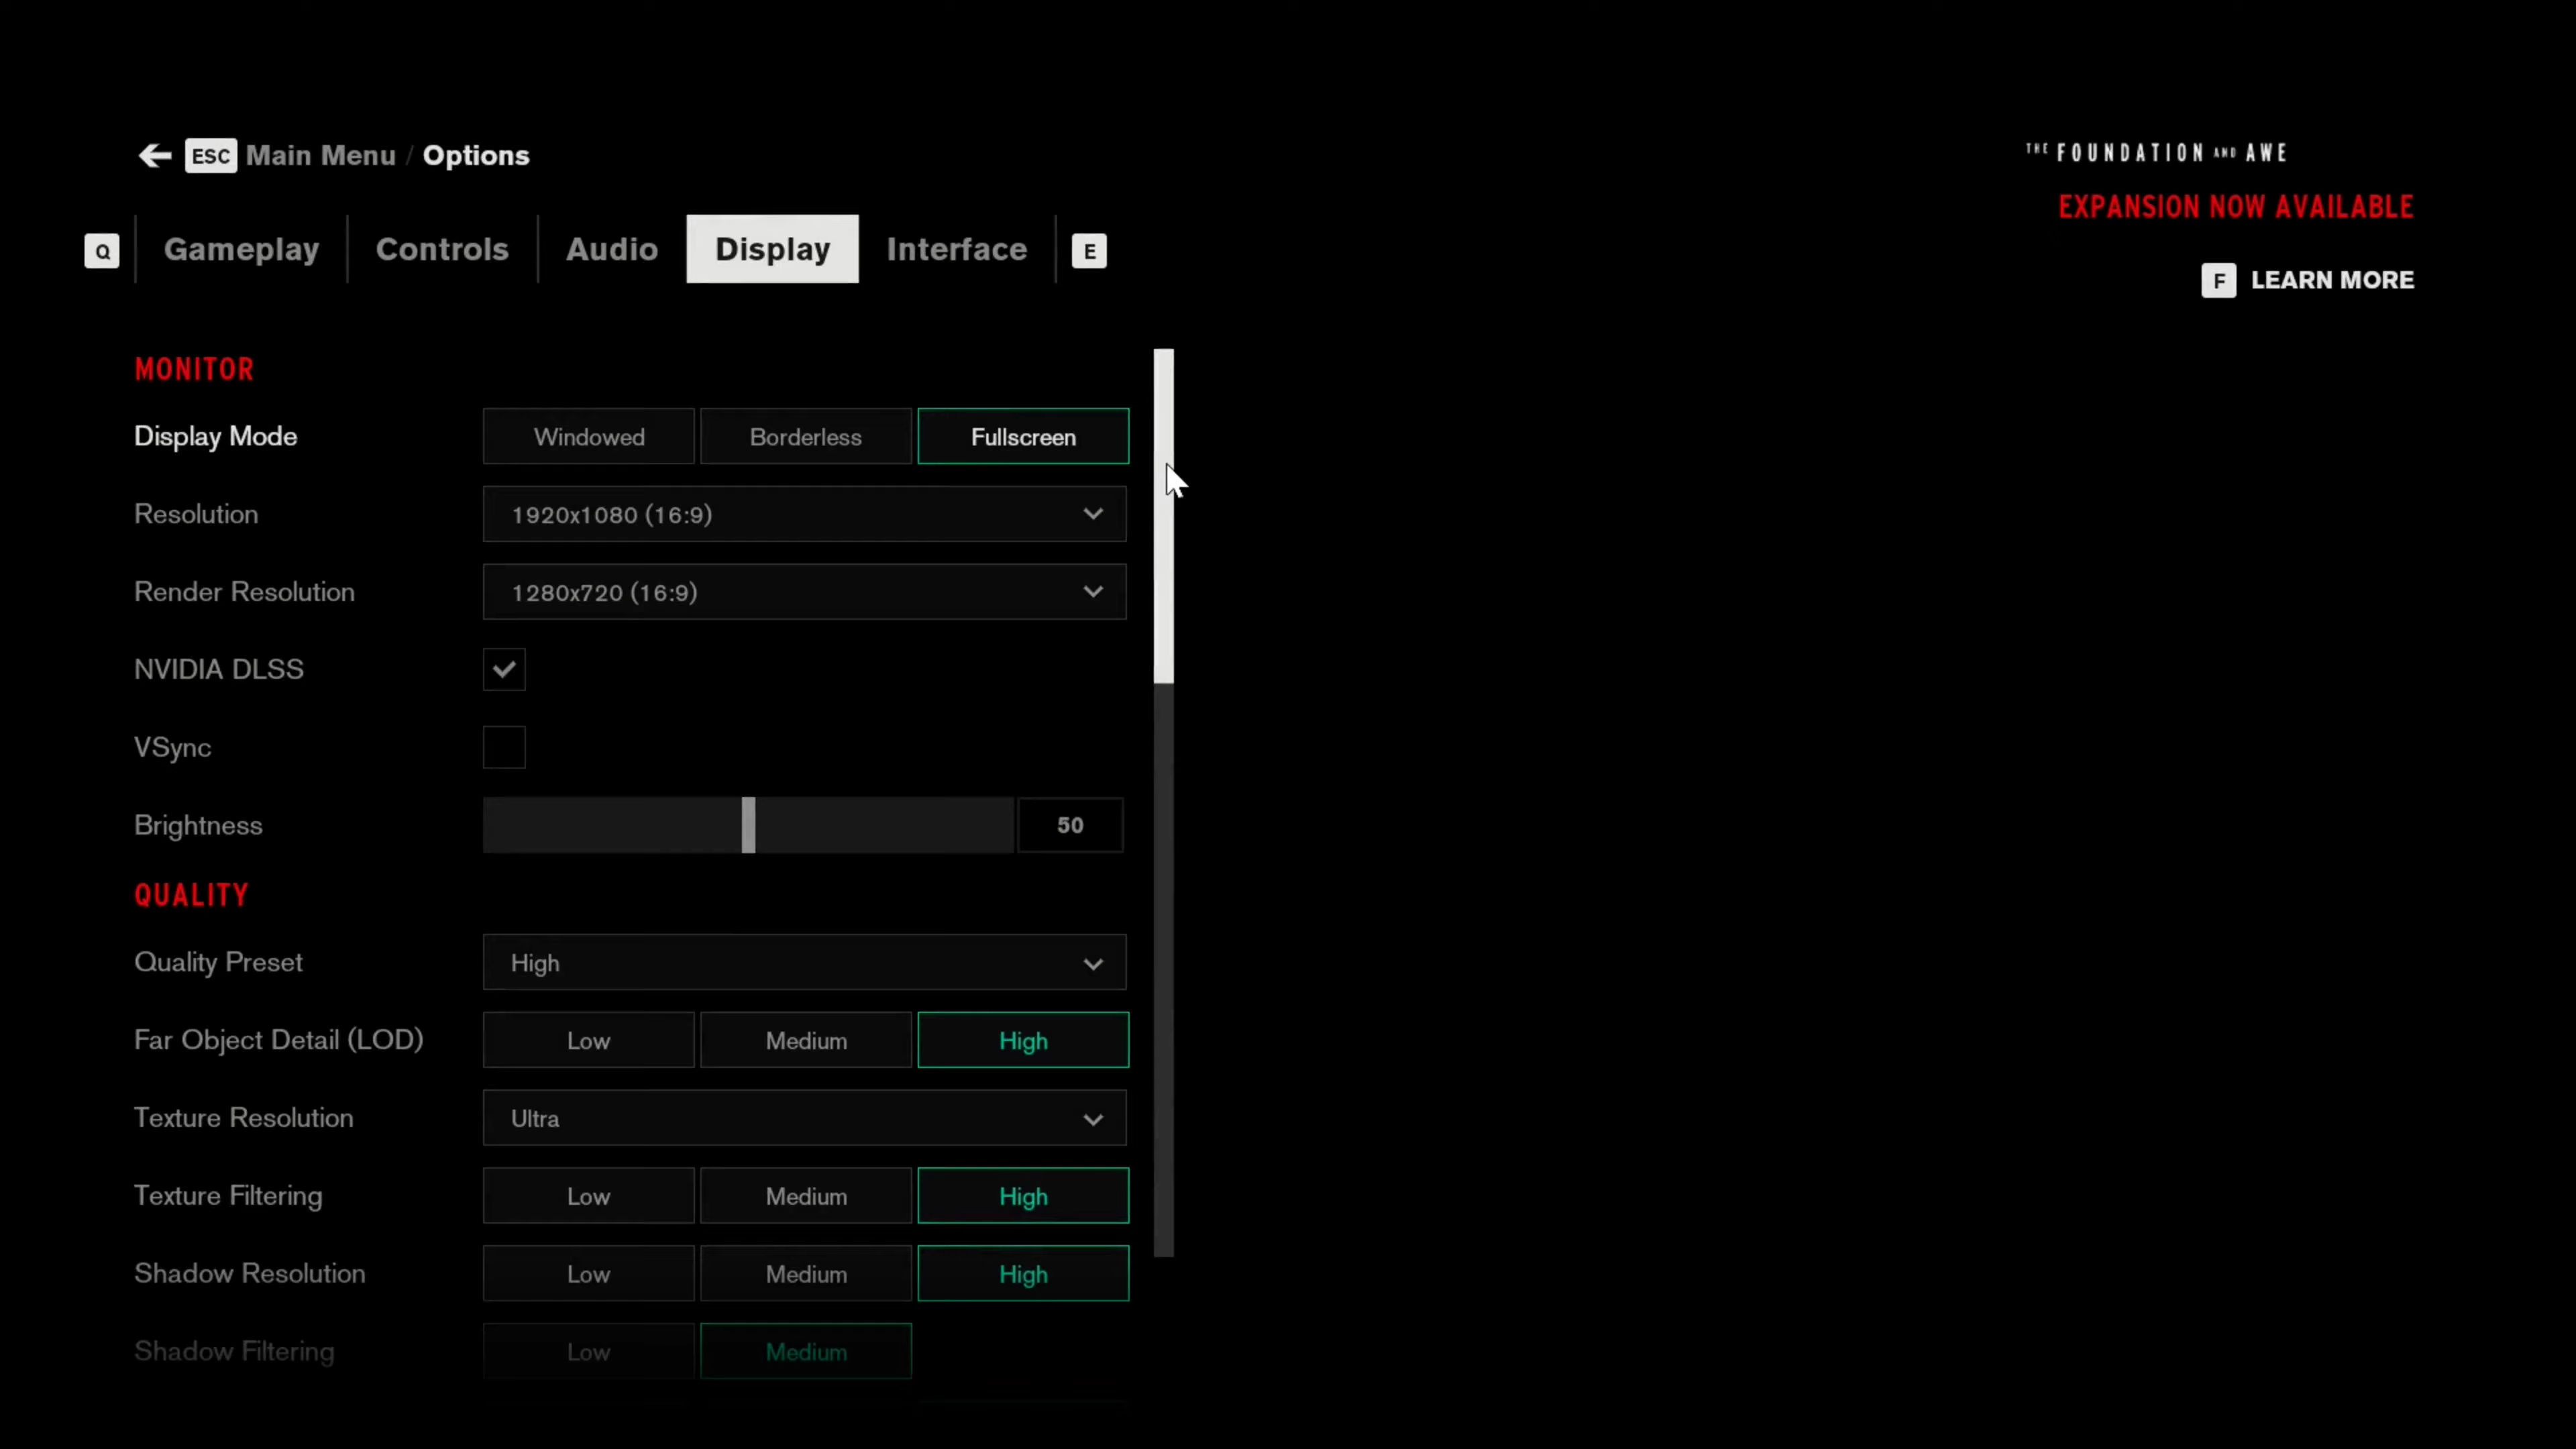 ESC Main Menu / Options
THE FOUNDATION AND AWE
EXPANSION NOW AVAILABLE
F LEARN MORE
Q Gameplay Controls Audio Display Interface E
MONITOR
Display Mode Windowed Borderless Fullscreen
Resolution 1920x1080 (16:9)
Render Resolution 1280x720 (16:9)
NVIDIA DLSS
VSync
Brightness 50
QUALITY
Quality Preset High
Far Object Detail (LOD) Low Medium High
Texture Resolution Ultra
Texture Filtering Low Medium High
Shadow Resolution Low Medium High
Shadow Filtering Low Medium